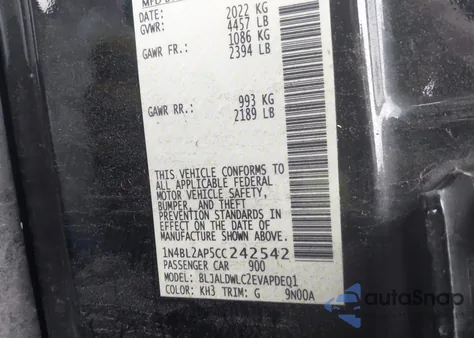 DATE: 2022 KG
GVWR: 4457 LB
1086 KG
GAWR FR.: 2394 LB
993 KG
GAWR RR.: 2189 LB
THIS VEHICLE CONFORMS TO
ALL APPLICABLE FEDERAL
MOTOR VEHICLE SAFETY,
BUMPER, AND THEFT
PREVENTION STANDARDS IN
EFFECT ON THE DATE OF
MANUFACTURE SHOWN ABOVE.
1N4BL2AP5CC242542
PASSENGER CAR 900
MODEL: BLJALDWLC2EVAPDEQ1
COLOR: KH3 TRIM: G 9N00A
autoSnap